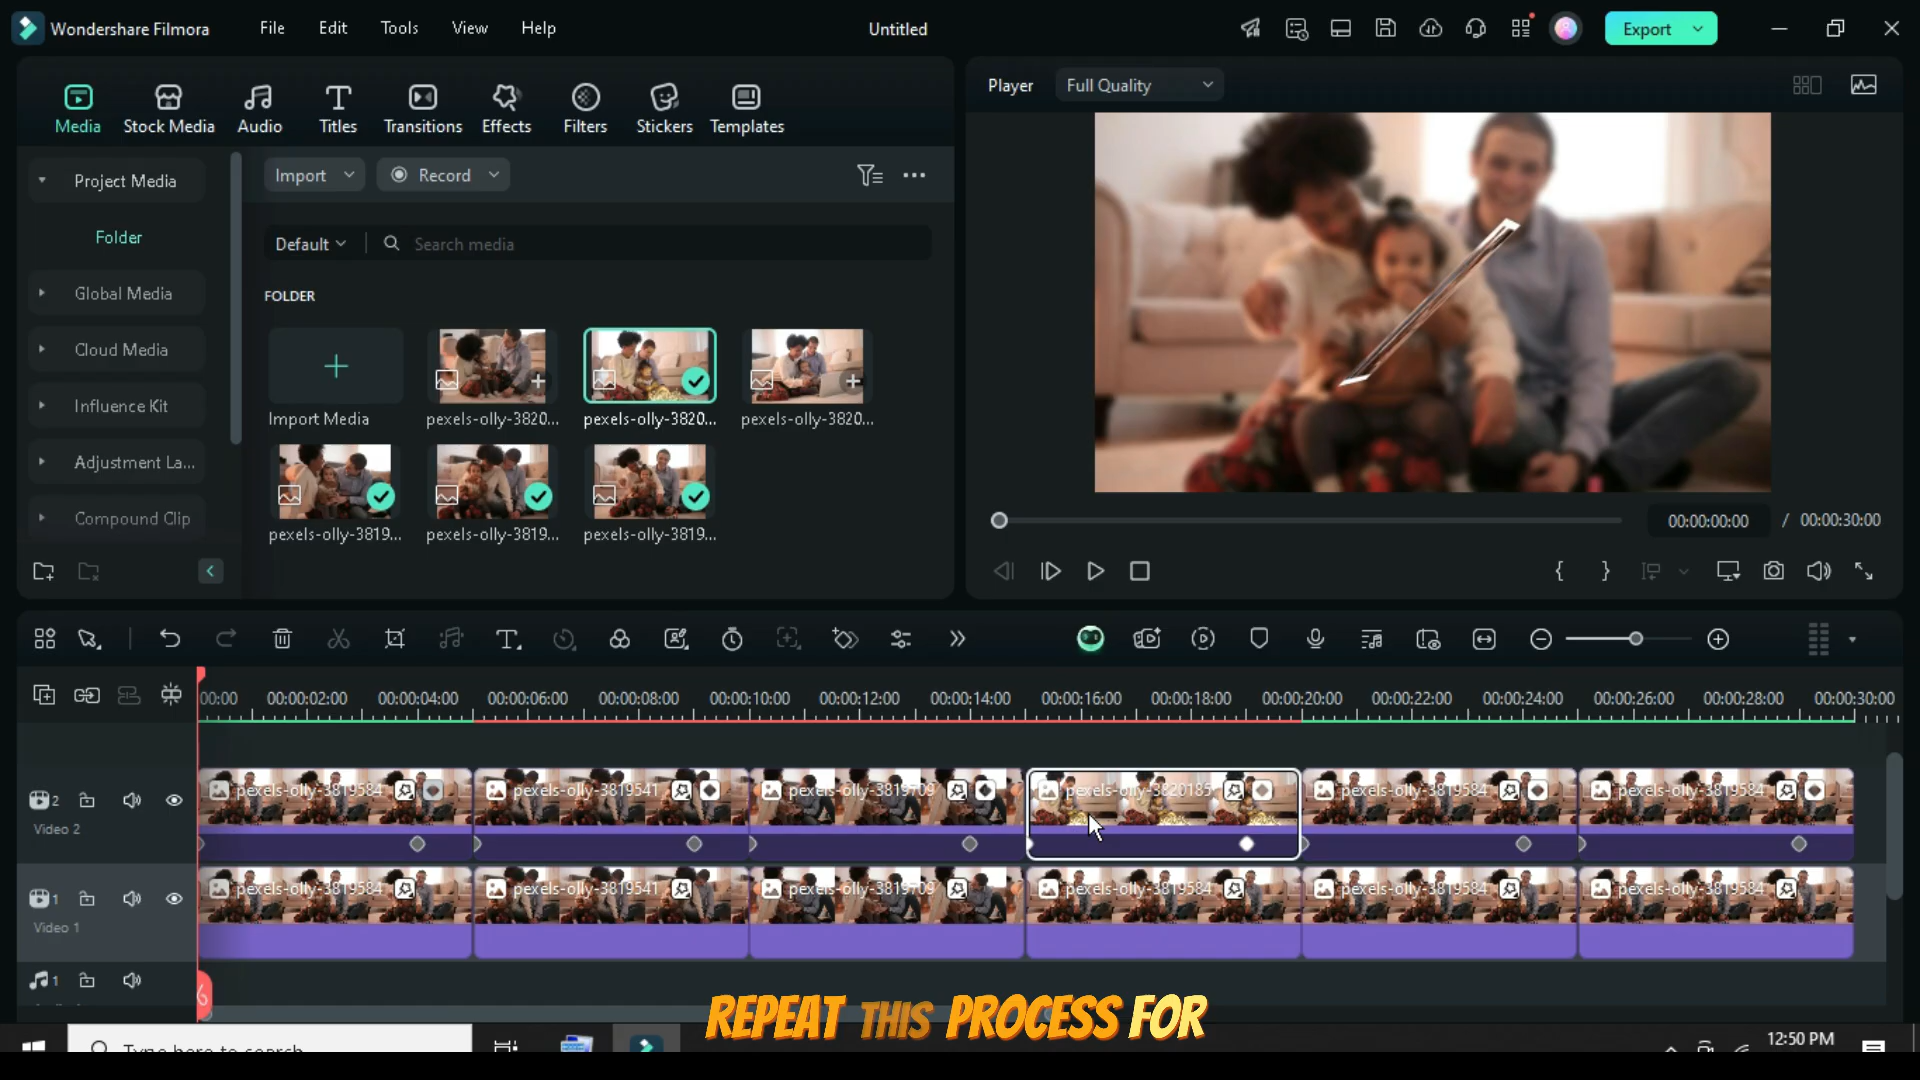 Wondershare Filmora File Edit Tools View Help Untitled Export
Media Stock Media Audio Titles Transitions Effects Filters Stickers Templates
Player Full Quality
Project Media
Folder
Global Media
Cloud Media
Influence Kit
Adjustment La...
Compound Clip
Import Record
Default Search media
FOLDER
Import Media pexels-olly-3820... pexels-olly-3820... pexels-olly-3820...
pexels-olly-3819... pexels-olly-3819... pexels-olly-3819...
00:00:00:00 / 00:00:30:00
00:00 00:00:02:00 00:00:04:00 00:00:06:00 00:00:08:00 00:00:10:00 00:00:12:00 00:00:14:00 00:00:16:00 00:00:18:00 00:00:20:00 00:00:22:00 00:00:24:00 00:00:26:00 00:00:28:00 00:00:30:00
2 pexels-olly-3819584 pexels-olly-3819541 pexels-olly-3819709 pexels-olly-3820185 pexels-olly-3819584 pexels-olly-3819584
Video 2
1 pexels-olly-3819584 pexels-olly-3819541 pexels-olly-3819709 pexels-olly-3819584 pexels-olly-3819584 pexels-olly-3819584
Video 1
1
REPEAT THIS PROCESS FOR
Type here to search
12:50 PM